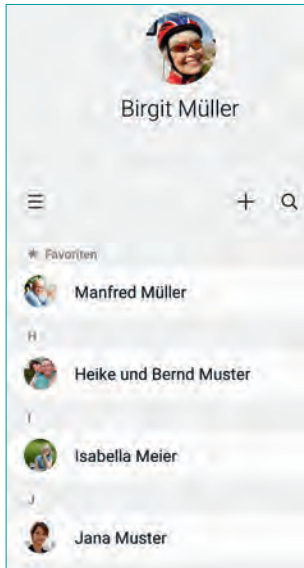 Birgit Müller
★ Favoriten
Manfred Müller
H
Heike und Bernd Muster
I
Isabella Meier
J
Jana Muster